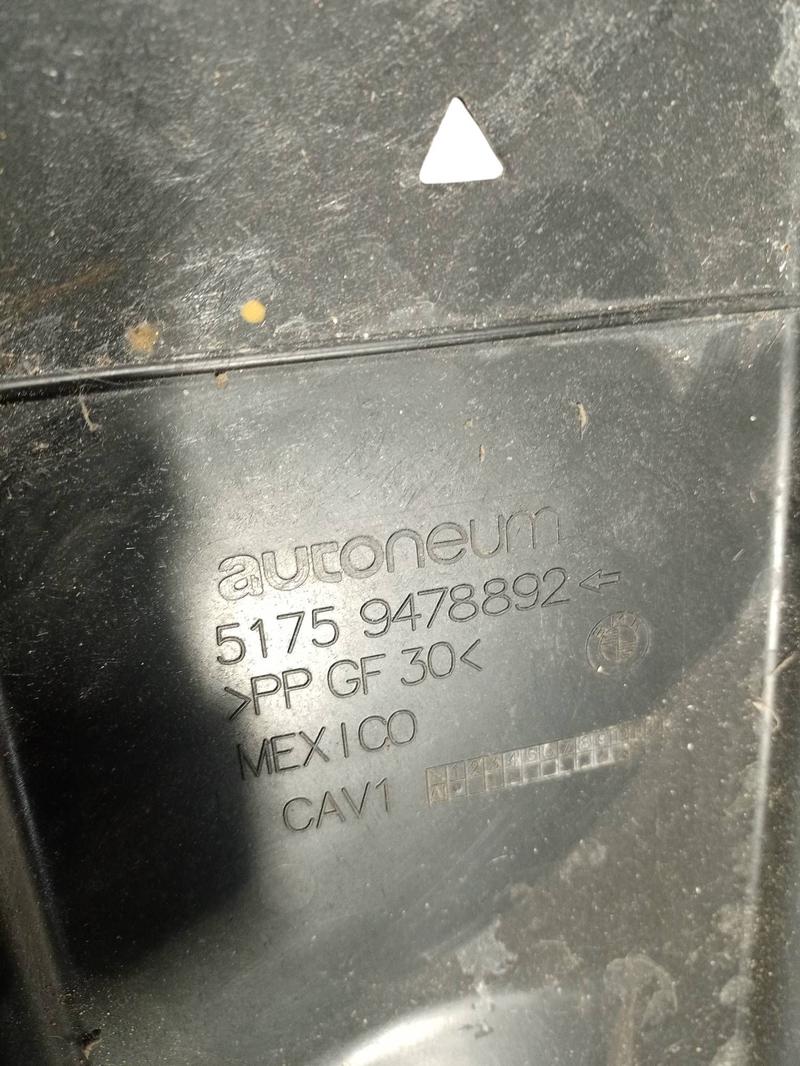 autoneum
5175 9478892
>PP GF 30<
MEXICO
CAV1